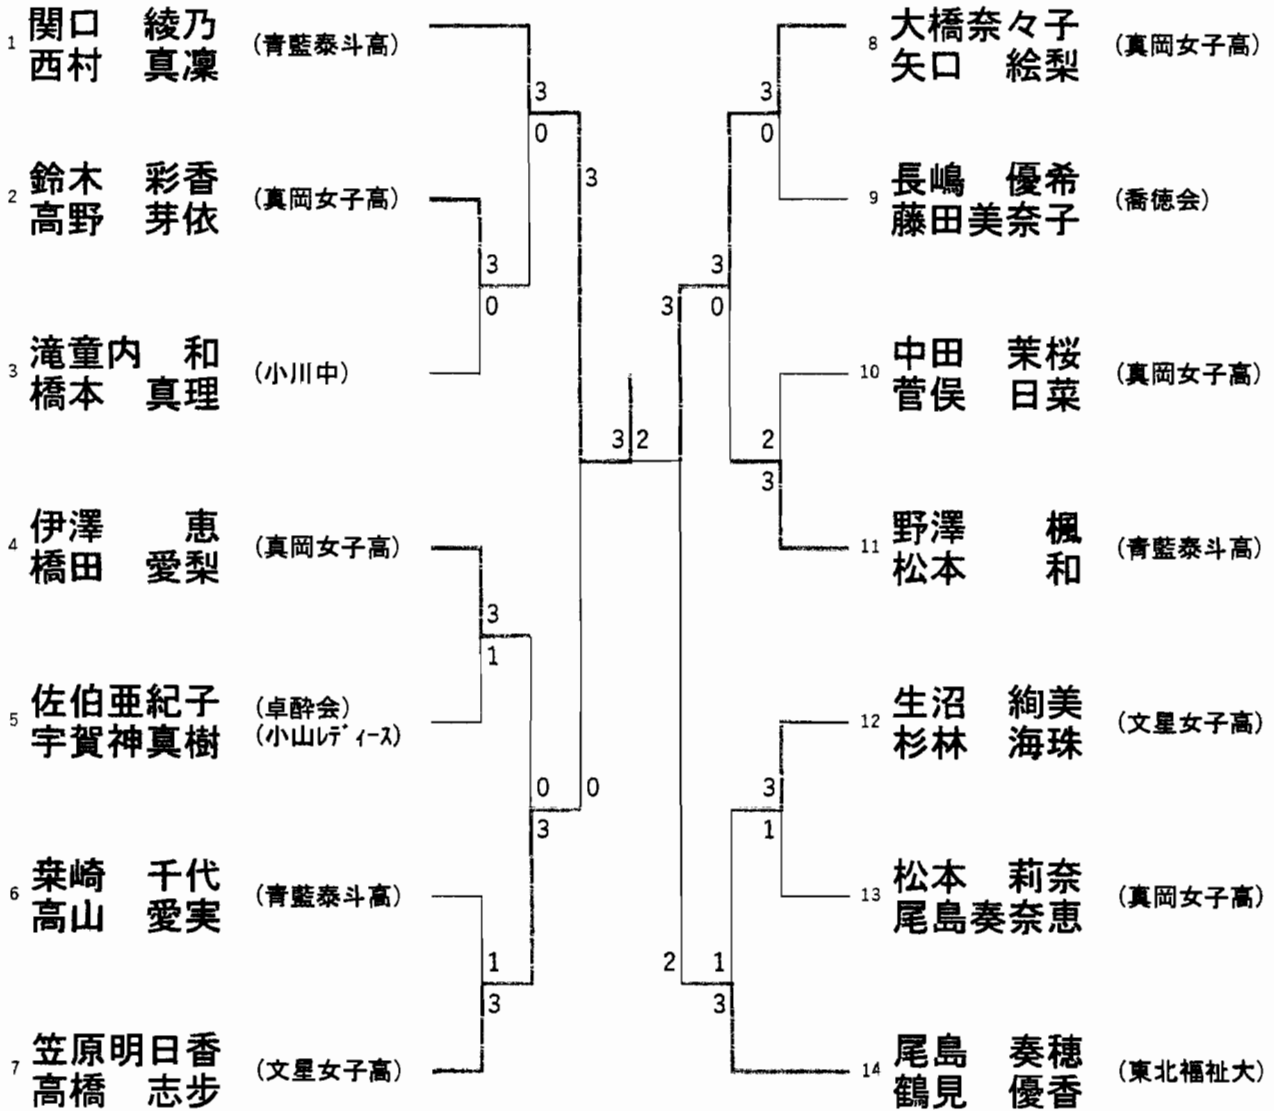 1 関口 綾乃 (青藍泰斗高)
西村 真凜
3
0
2 鈴木 彩香 (真岡女子高)
高野 芽依
3
3
0
3 滝童内 和 (小川中)
橋本 真理
4 伊澤 恵 (真岡女子高)
橋田 愛梨
3
1
5 佐伯亜紀子 (卓酔会)
宇賀神真樹 (小山レディース)
0 0
3
6 栞崎 千代 (青藍泰斗高)
高山 愛実
1
3
7 笠原明日香 (文星女子高)
高橋 志歩
3 2
8 大橋奈々子 (真岡女子高)
矢口 絵梨
3
0
9 長嶋 優希 (喬徳会)
藤田美奈子
3
3 0
10 中田 茉桜 (真岡女子高)
菅俣 日菜
2
3
11 野澤 楓 (青藍泰斗高)
松本 和
12 生沼 絢美 (文星女子高)
杉林 海珠
3
1
13 松本 莉奈 (真岡女子高)
尾島奏奈恵
2 1
3
14 尾島 奏穂 (東北福祉大)
鶴見 優香